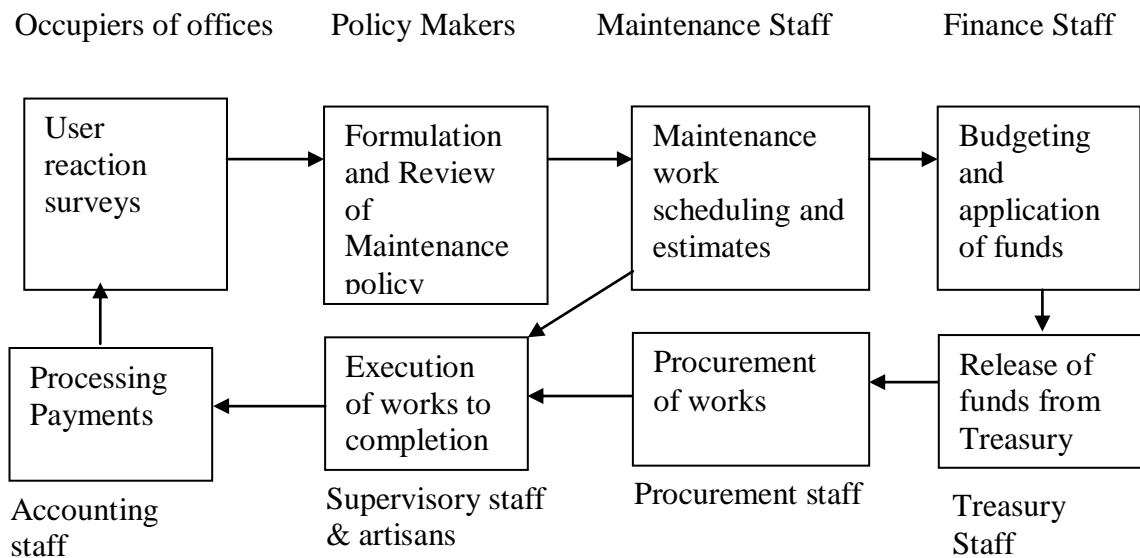 Occupiers of offices
Policy Makers
Maintenance Staff
Finance Staff
User
reaction
surveys
Formulation
and Review
of
Maintenance
policy
Maintenance
work
scheduling and
estimates
Budgeting
and
application
of funds
Processing
Payments
Execution
of works to
completion
Procurement
of works
Release of
funds from
Treasury
Accounting
staff
Supervisory staff
& artisans
Procurement staff
Treasury
Staff